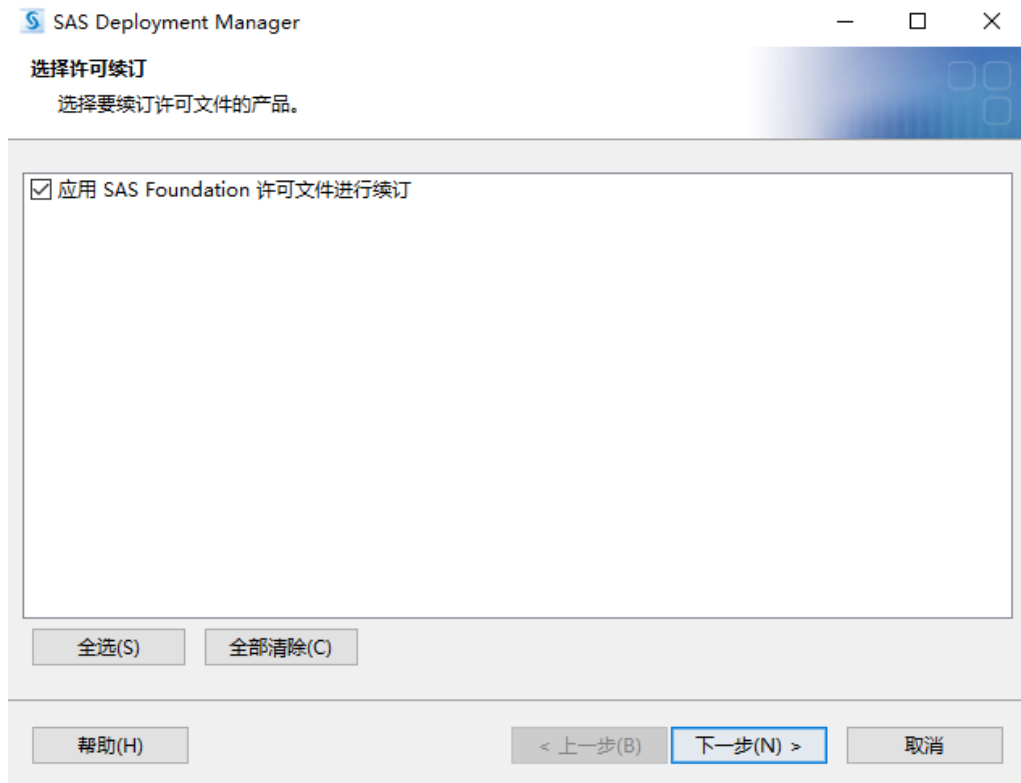 SAS Deployment Manager
选择许可续订
选择要续订许可文件的产品。
应用 SAS Foundation 许可文件进行续订
全选(S) 全部清除(C)
帮助(H) < 上一步(B) 下一步(N) > 取消